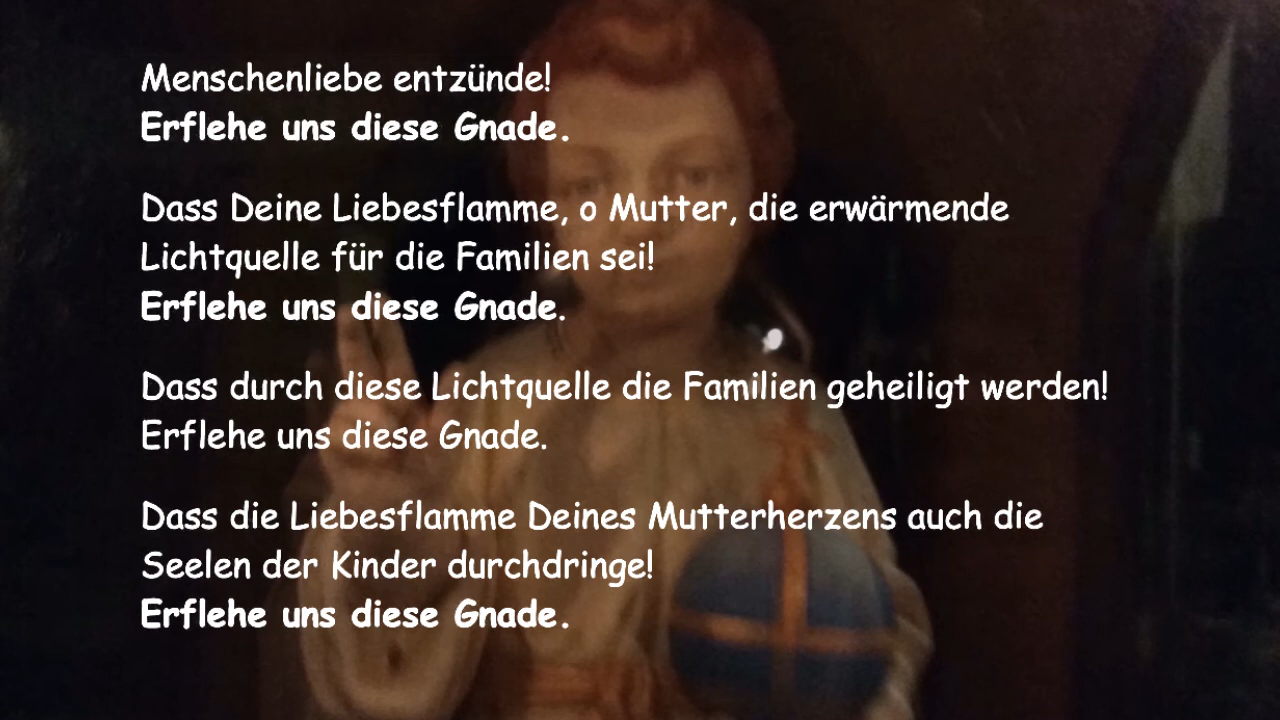 Menschenliebe entzünde!
Erflehe uns diese Gnade.
Dass Deine Liebesflamme, o Mutter, die erwärmende
Lichtquelle für die Familien sei!
Erflehe uns diese Gnade.
Dass durch diese Lichtquelle die Familien geheiligt werden!
Erflehe uns diese Gnade.
Dass die Liebesflamme Deines Mutterherzens auch die
Seelen der Kinder durchdringe!
Erflehe uns diese Gnade.